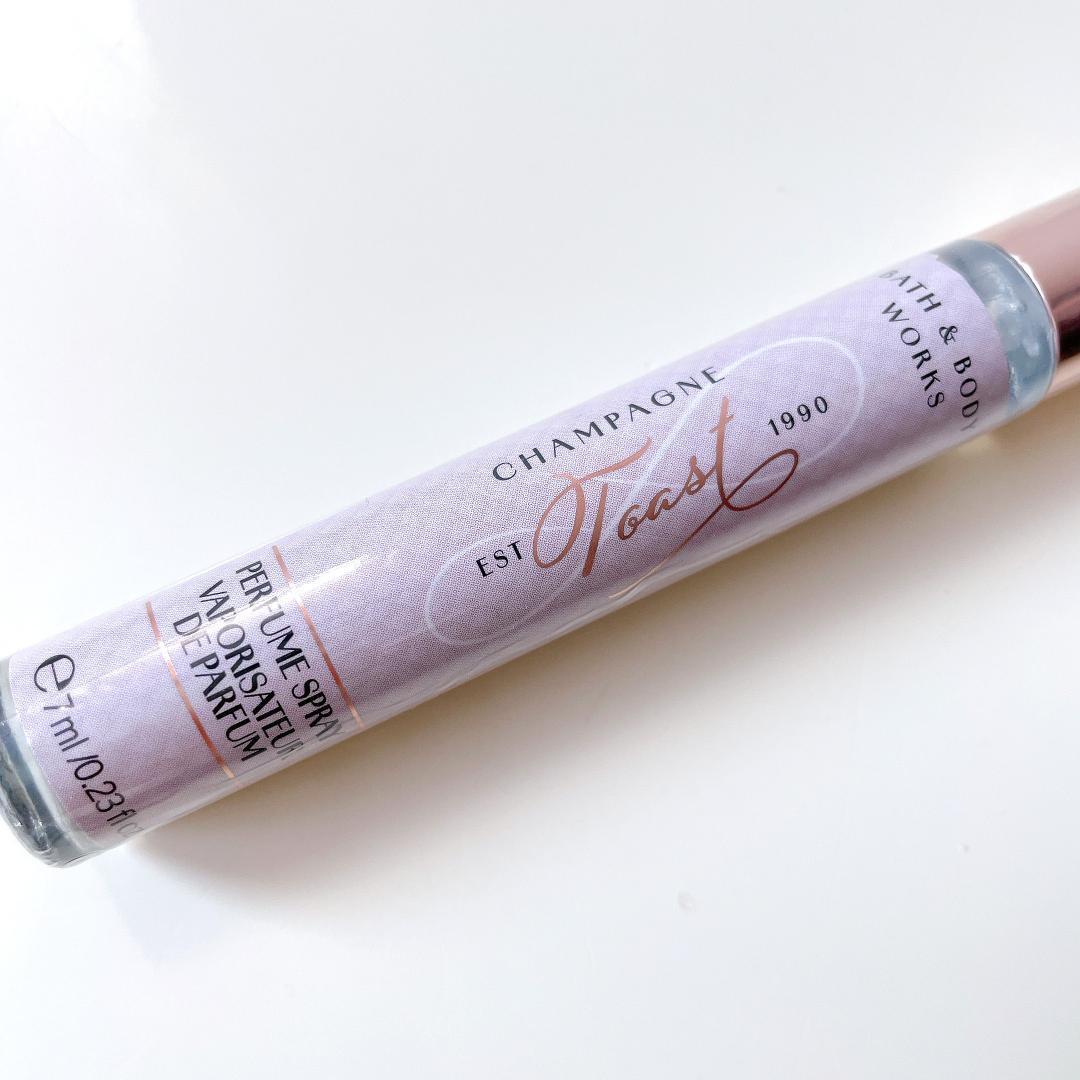 BATH & BODY
WORKS
CHAMPAGNE
Toast
EST 1990
PERFUME SPRAY
VAPORISATEUR
DE PARFUM
e 7 ml / 0.23 fl